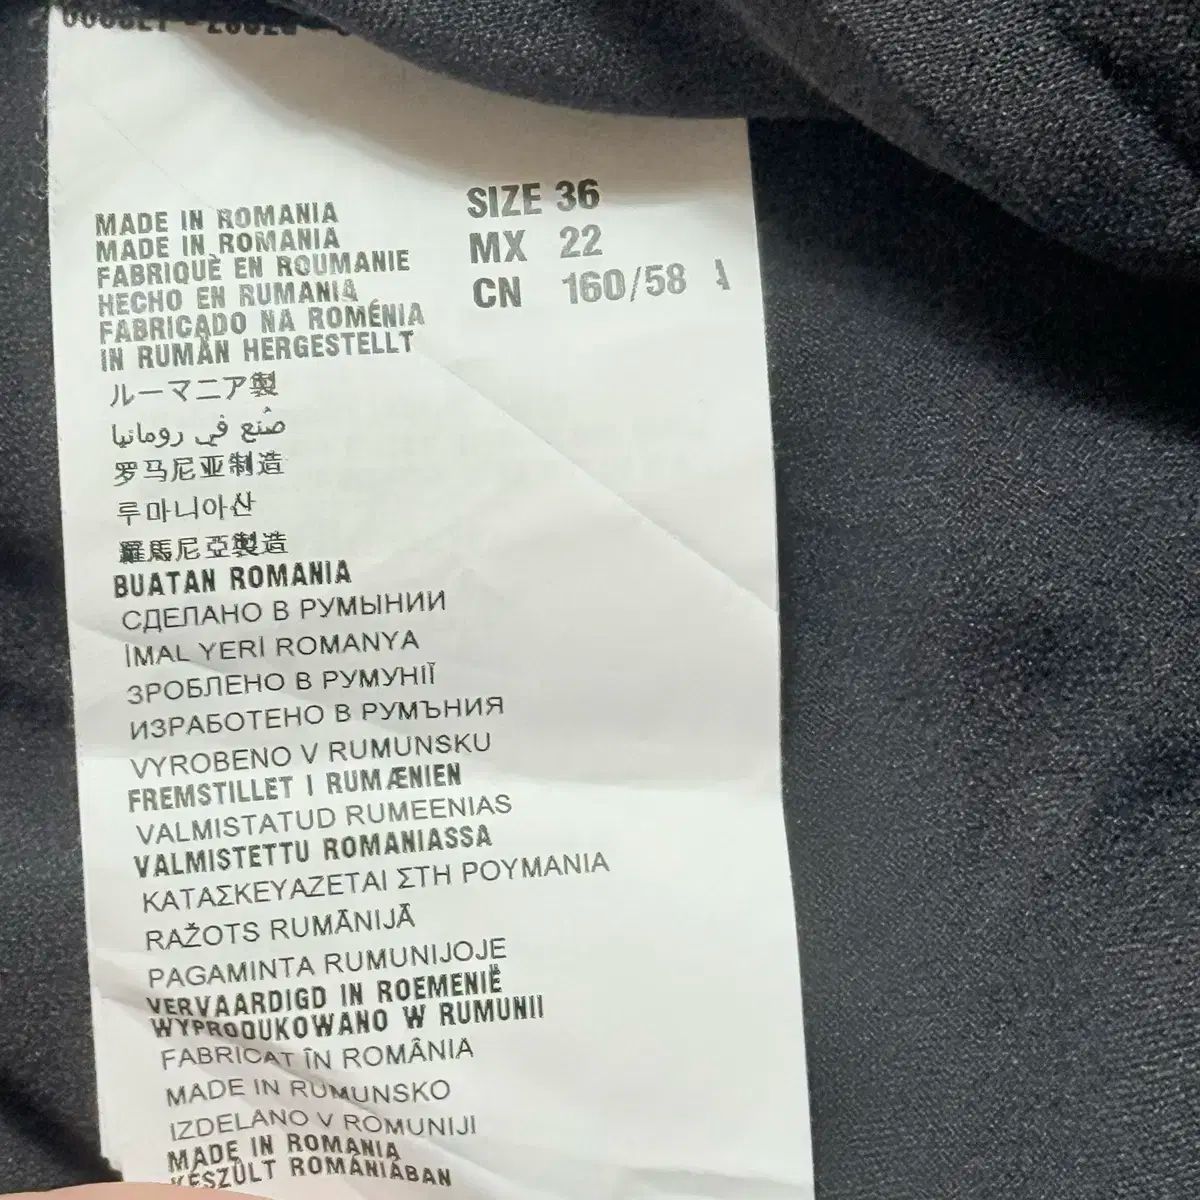 MADE IN ROMANIA
MADE IN ROMANIA
FABRIQUÈ EN ROUMANIE
HECHO EN RUMANIA
FABRICADO NA ROMÉNIA
IN RUMÄN HERGESTELLT
ルーマニア製
صُنع في رومانيا
罗马尼亚制造
루마니아산
羅馬尼亞製造
BUATAN ROMANIA
СДЕЛАНО В РУМЫНИИ
İMAL YERİ ROMANYA
ЗРОБЛЕНО В РУМУНІЇ
ИЗРАБОТЕНО В РУМЪНИЯ
VYROBENO V RUMUNSKU
FREMSTILLET I RUMÆNIEN
VALMISTATUD RUMEENIAS
VALMISTETTU ROMANIASSA
ΚΑΤΑΣΚΕΥΑΖΕΤΑΙ ΣΤΗ ΡΟΥΜΑΝΙΑ
RAŽOTS RUMĀNIJĀ
PAGAMINTA RUMUNIJOJE
VERVAARDIGD IN ROEMENIË
WYPRODUKOWANO W RUMUNII
FABRICAT ÎN ROMÂNIA
MADE IN RUMUNSKO
IZDELANO V ROMUNIJI
MADE IN ROMANIA
KÉSZÜLT ROMÁNIÁBAN
SIZE 36
MX 22
CN 160/58 A